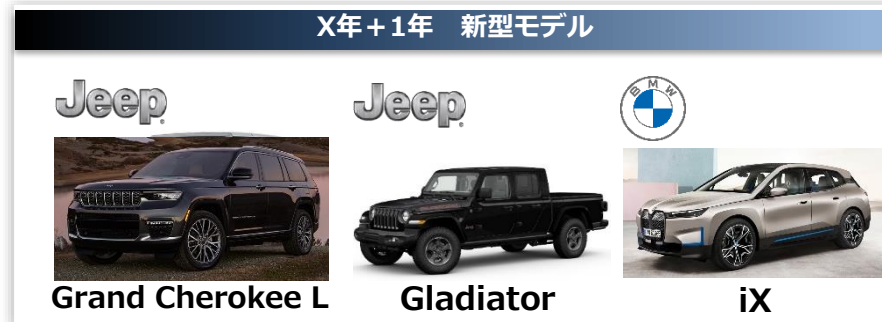 X年+1年 新型モデル
Jeep
Jeep
BMW
Grand Cherokee L
Gladiator
iX